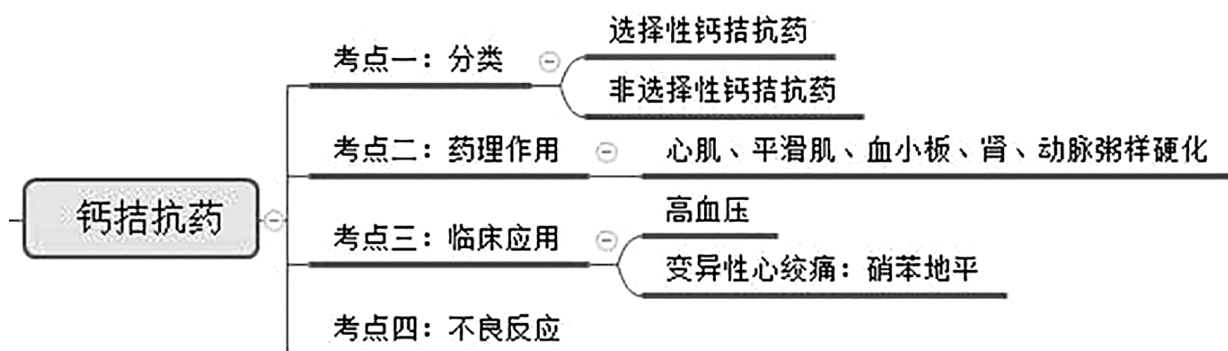 钙拮抗药
考点一：分类
选择性钙拮抗药
非选择性钙拮抗药
考点二：药理作用
心肌、平滑肌、血小板、肾、动脉粥样硬化
考点三：临床应用
高血压
变异性心绞痛：硝苯地平
考点四：不良反应